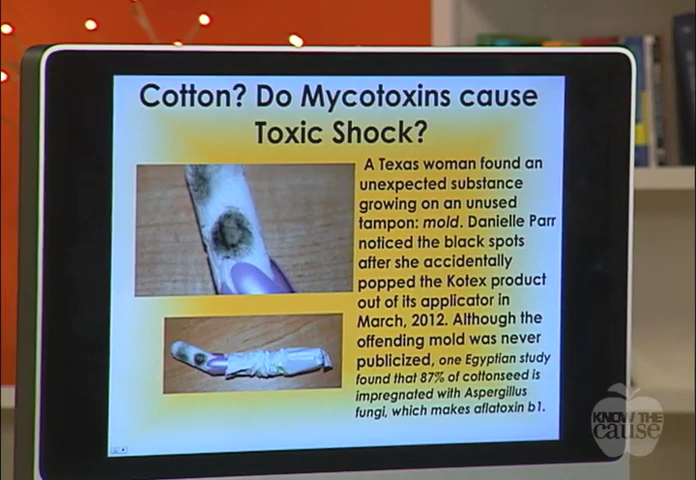 Cotton? Do Mycotoxins cause
Toxic Shock?
A Texas woman found an
unexpected substance
growing on an unused
tampon: mold. Danielle Parr
noticed the black spots
after she accidentally
popped the Kotex product
out of its applicator in
March, 2012. Although the
offending mold was never
publicized, one Egyptian study
found that 87% of cottonseed is
impregnated with Aspergillus
fungi, which makes aflatoxin b1.
KNOW THE
cause